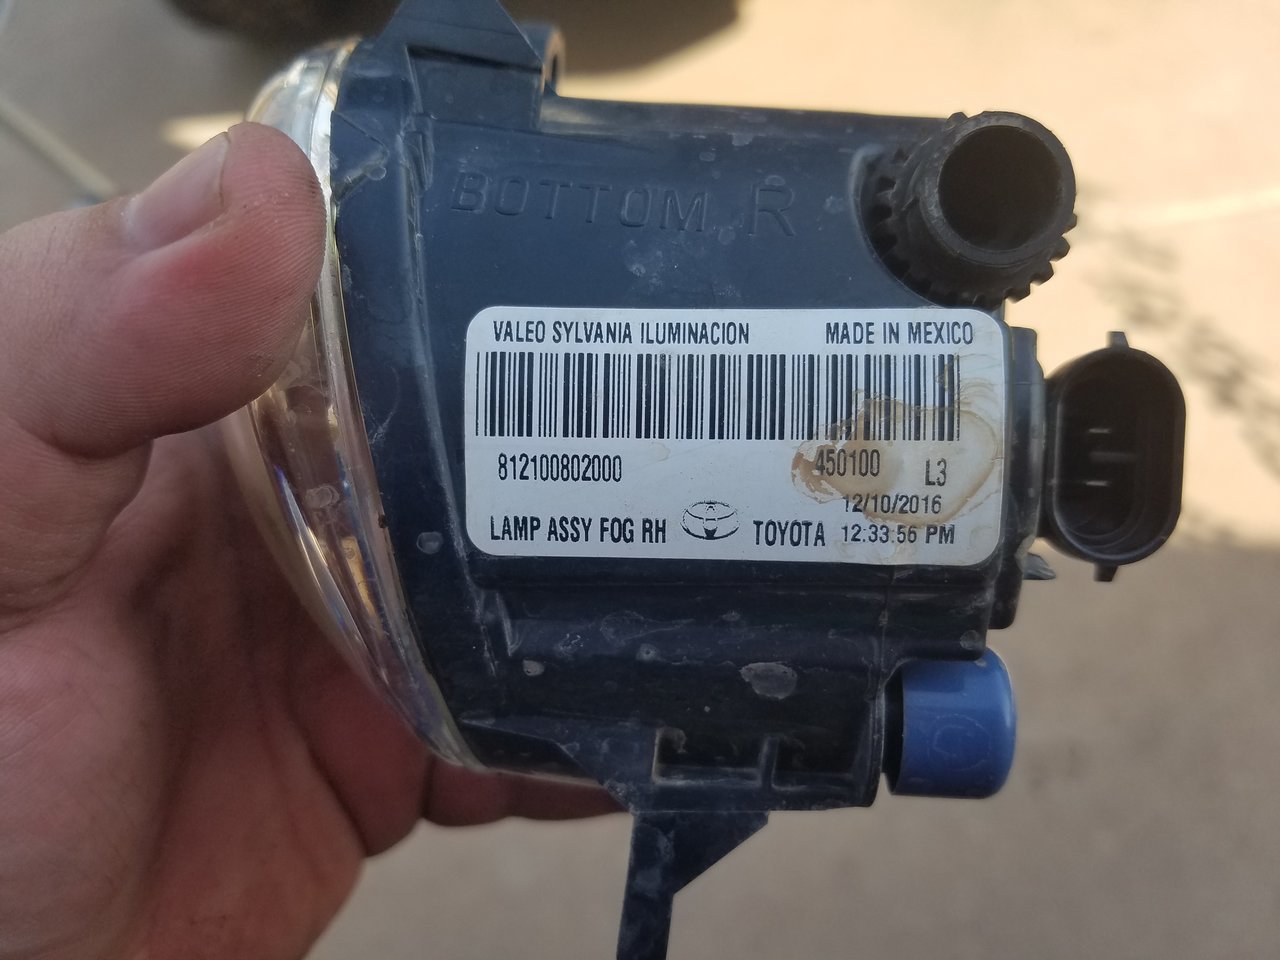 BOTTOM R
VALEO SYLVANIA ILUMINACION MADE IN MEXICO
812100802000 450100 L3
12/10/2016
LAMP ASSY FOG RH TOYOTA 12:33:56 PM